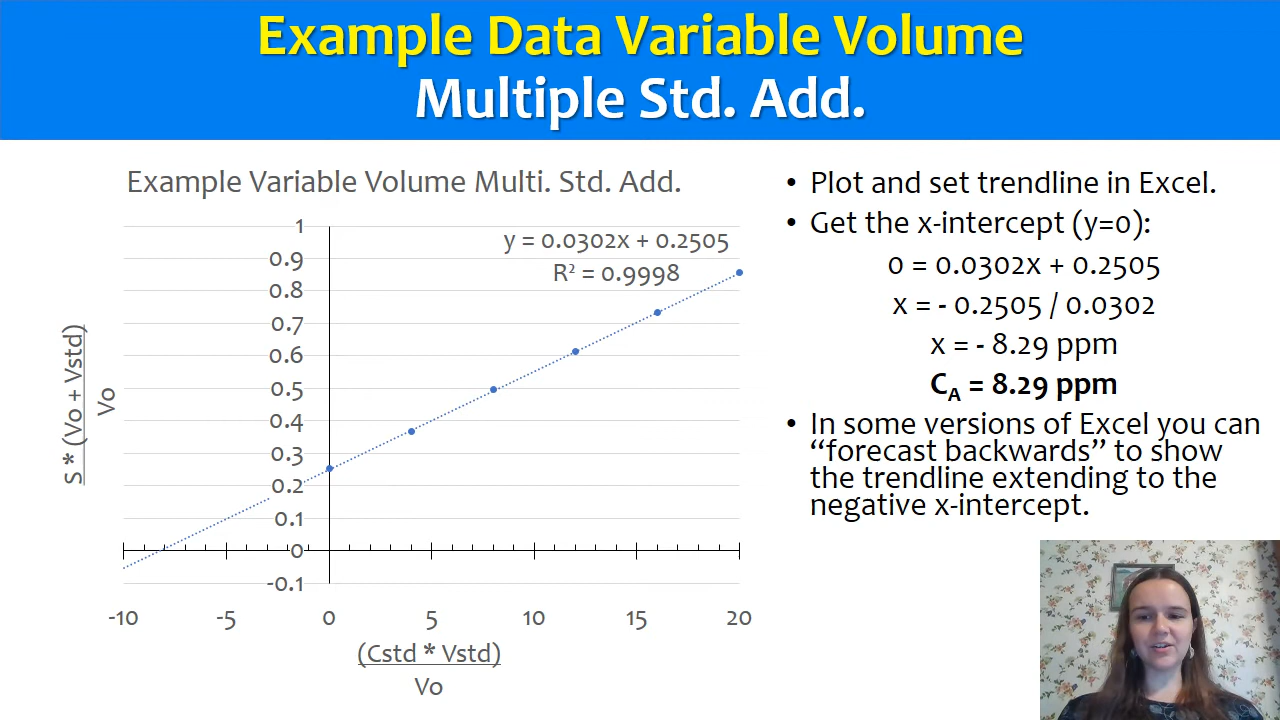 Example Data Variable Volume
Multiple Std. Add.
Example Variable Volume Multi. Std. Add.
y = 0.0302x + 0.2505
R² = 0.9998
1
0.9
0.8
0.7
0.6
0.5
0.4
0.3
0.2
0.1
0
-0.1
-10
-5
0
5
10
15
20
S * (Vo + Vstd)
Vo
(Cstd * Vstd)
Vo
• Plot and set trendline in Excel.
• Get the x-intercept (y=0):
0 = 0.0302x + 0.2505
x = - 0.2505 / 0.0302
x = - 8.29 ppm
C_A = 8.29 ppm
• In some versions of Excel you can
“forecast backwards” to show
the trendline extending to the
negative x-intercept.